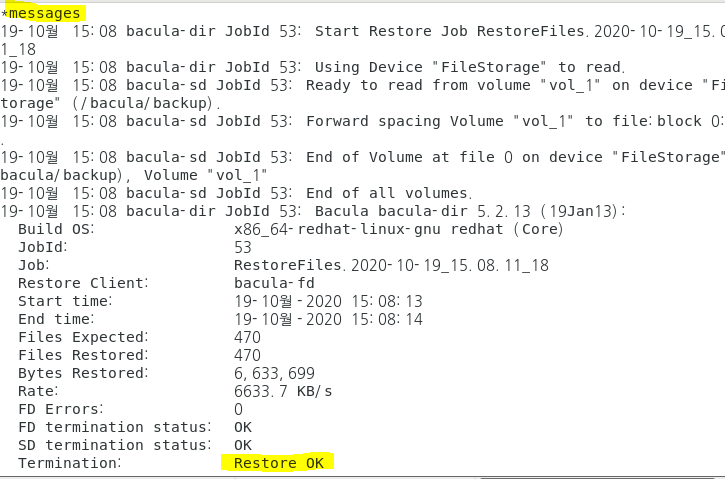 *messages
19-10월 15:08 bacula-dir JobId 53: Start Restore Job RestoreFiles.2020-10-19_15.0
1_18
19-10월 15:08 bacula-dir JobId 53: Using Device "FileStorage" to read.
19-10월 15:08 bacula-sd JobId 53: Ready to read from volume "vol_1" on device "Fi
torage" (/bacula/backup).
19-10월 15:08 bacula-sd JobId 53: Forward spacing Volume "vol_1" to file:block 0:
.
19-10월 15:08 bacula-sd JobId 53: End of Volume at file 0 on device "FileStorage"
bacula/backup), Volume "vol_1"
19-10월 15:08 bacula-sd JobId 53: End of all volumes.
19-10월 15:08 bacula-dir JobId 53: Bacula bacula-dir 5.2.13 (19Jan13):
Build OS: x86_64-redhat-linux-gnu redhat (Core)
JobId: 53
Job: RestoreFiles.2020-10-19_15.08.11_18
Restore Client: bacula-fd
Start time: 19-10월-2020 15:08:13
End time: 19-10월-2020 15:08:14
Files Expected: 470
Files Restored: 470
Bytes Restored: 6,633,699
Rate: 6633.7 KB/s
FD Errors: 0
FD termination status: OK
SD termination status: OK
Termination: Restore OK